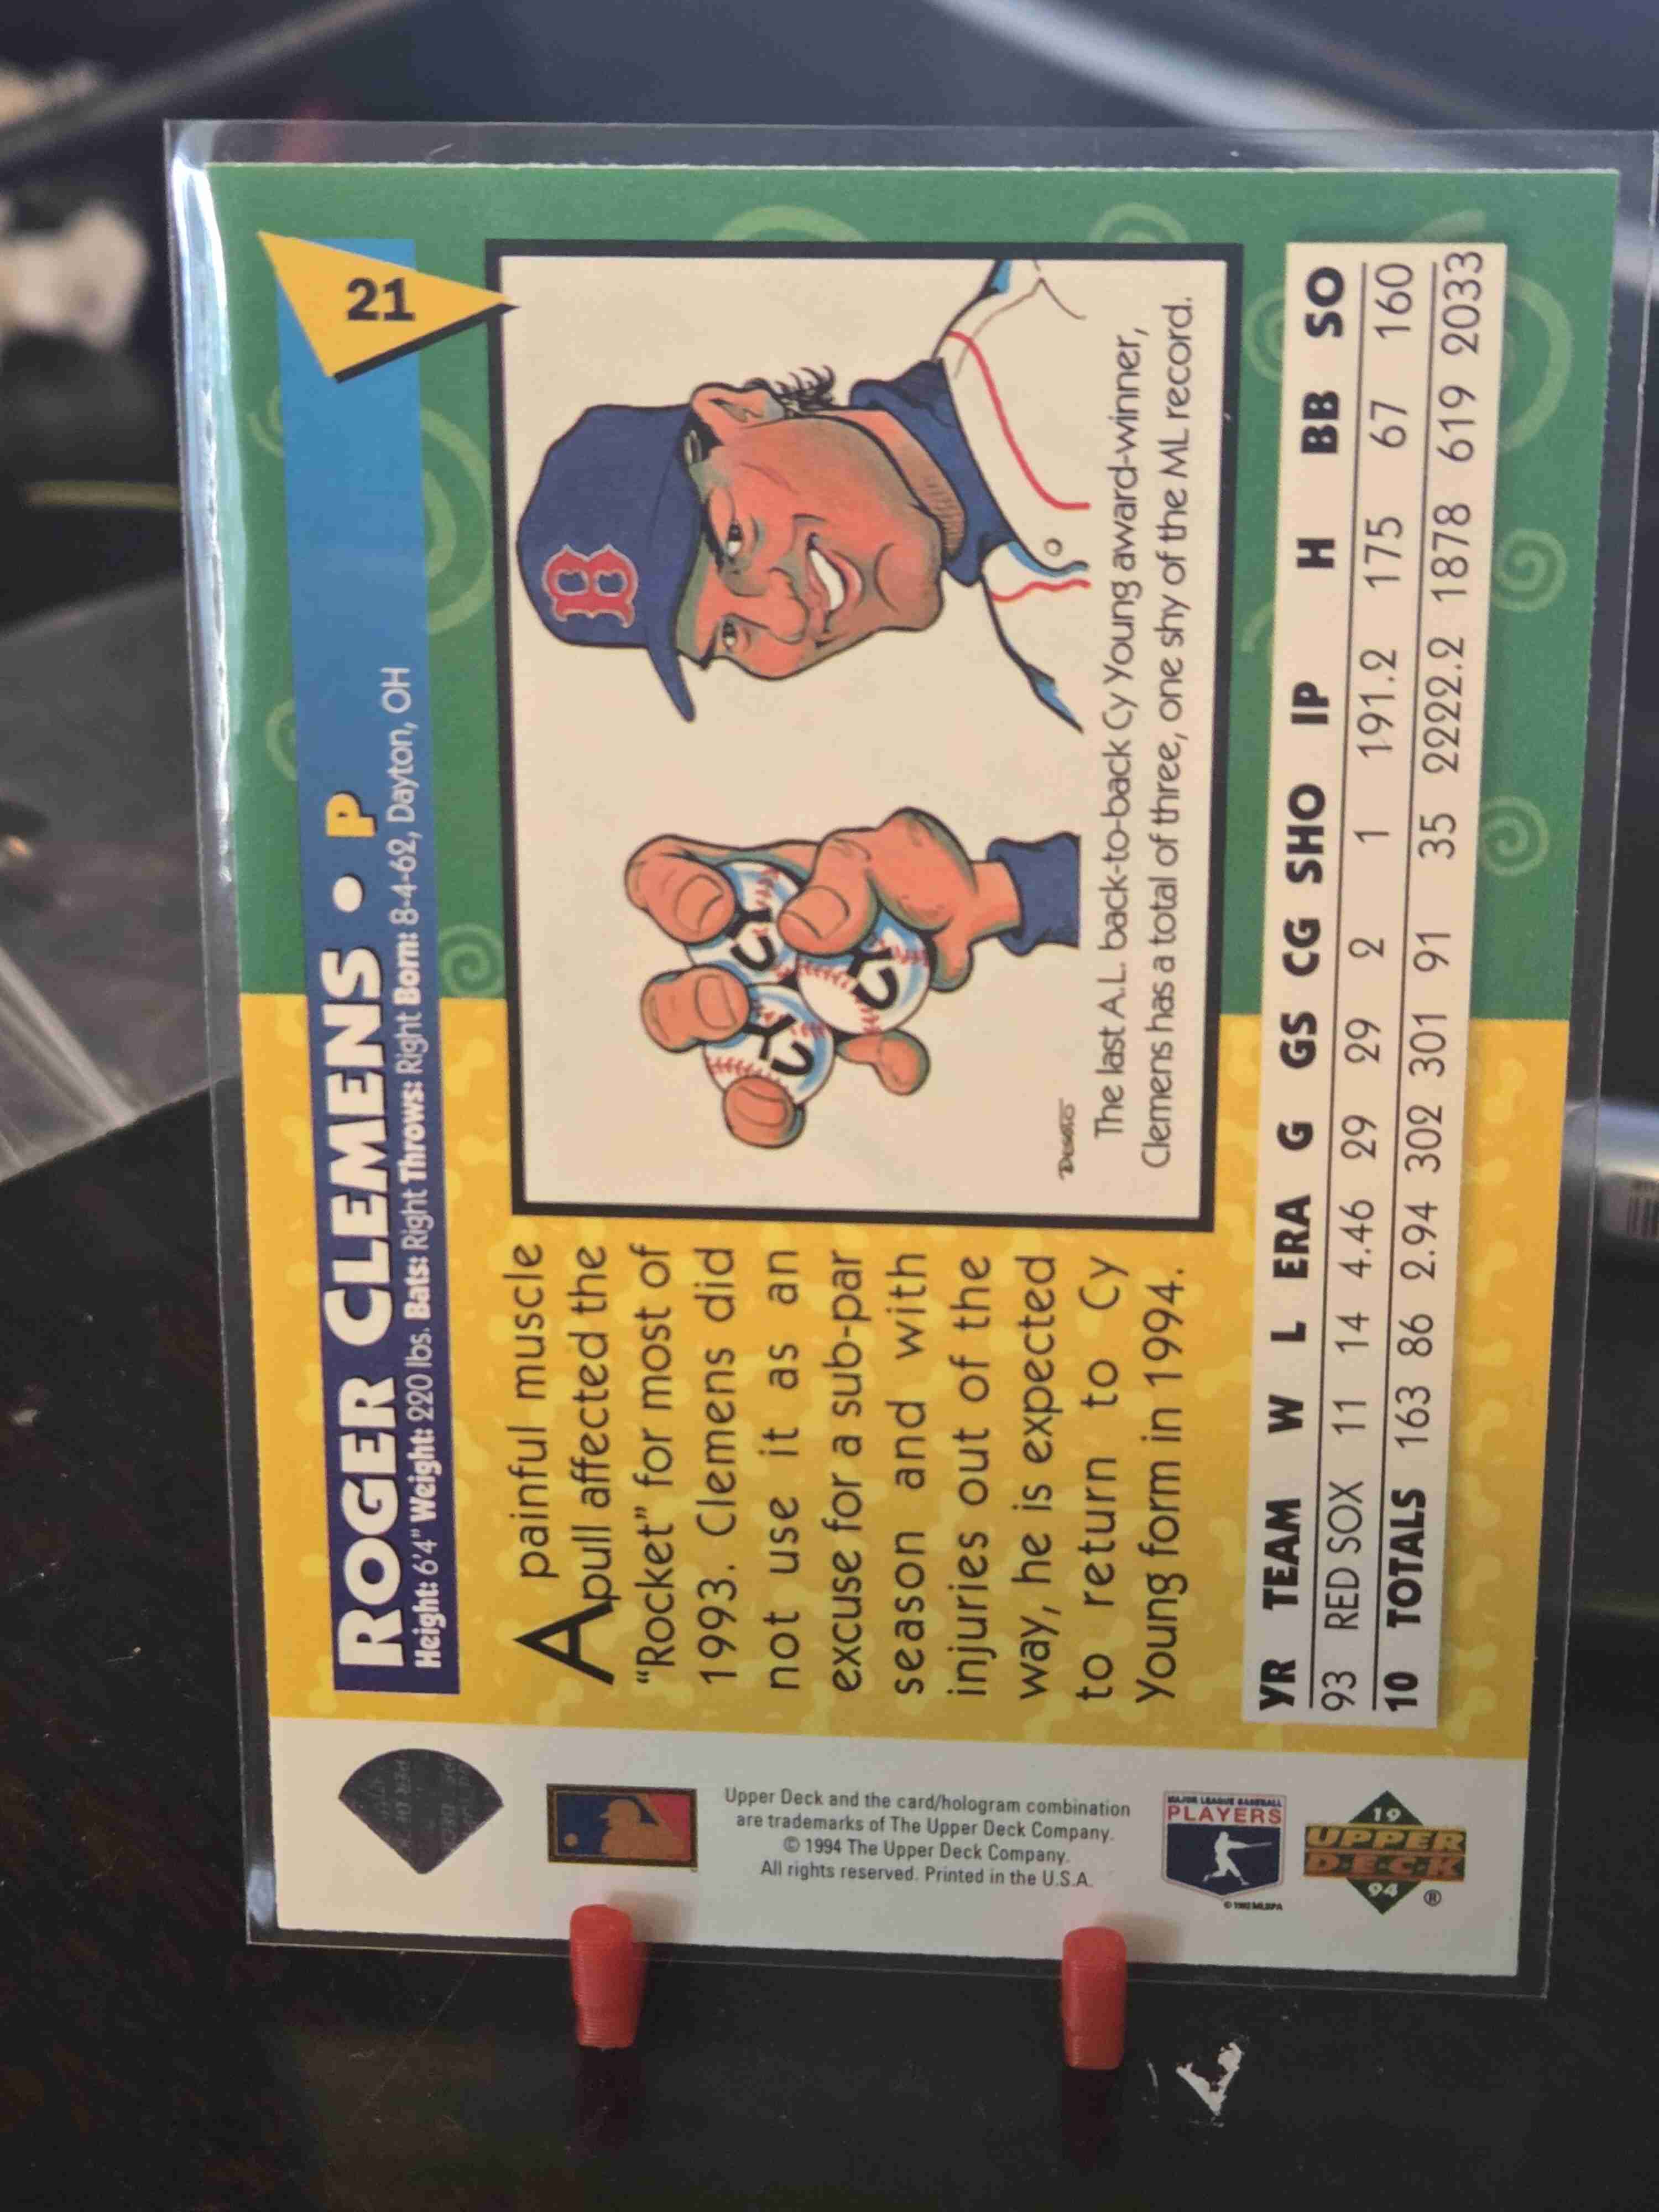 21
ROGER CLEMENS • P
Height: 6'4" Weight: 220 lbs. Bats: Right Throws: Right Born: 8-4-62, Dayton, OH
A painful muscle
pull affected the
"Rocket" for most of
1993. Clemens did
not use it as an
excuse for a sub-par
season and with
injuries out of the
way, he is expected
to return to Cy
Young form in 1994.
B
CY
CY
CY
The last A.L. back-to-back Cy Young award-winner,
Clemens has a total of three, one shy of the ML record.
YR TEAM W L ERA G GS CG SHO IP H BB SO
93 RED SOX 11 14 4.46 29 29 2 1 191.2 175 67 160
10 TOTALS 163 86 2.94 302 301 91 35 2222.2 1878 619 2033
Upper Deck and the card/hologram combination
are trademarks of The Upper Deck Company.
© 1994 The Upper Deck Company.
All rights reserved. Printed in the U.S.A.
MAJOR LEAGUE BASEBALL
PLAYERS
19
UPPER
DECK
94
®